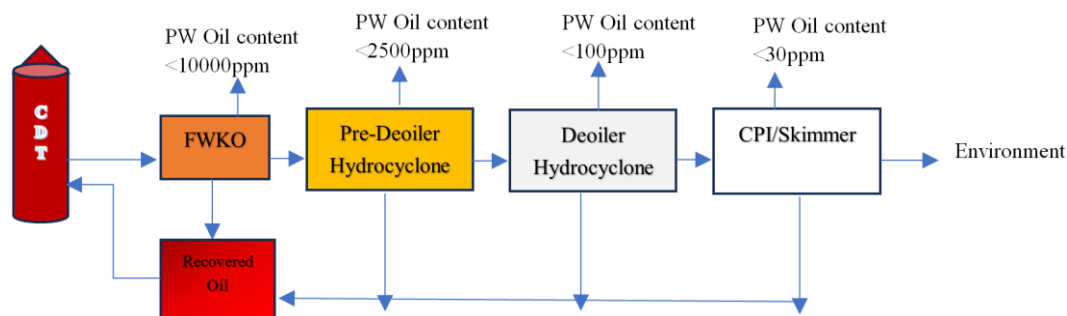 PW Oil content
<10000ppm
PW Oil content
<2500ppm
PW Oil content
<100ppm
PW Oil content
<30ppm
CDT
FWKO
Pre-Deoiler
Hydrocyclone
Deoiler
Hydrocyclone
CPI/Skimmer
Environment
Recovered
Oil